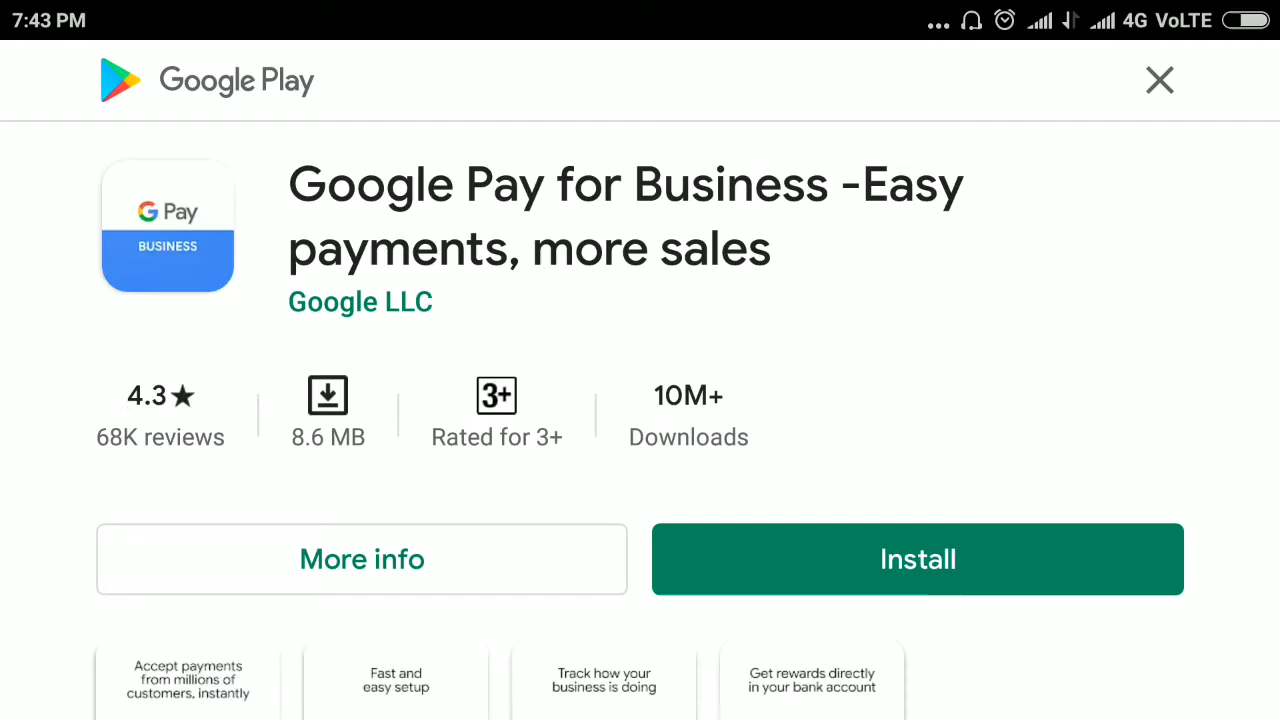 7:43 PM
4G VoLTE
Google Play
G Pay
BUSINESS
Google Pay for Business -Easy
payments, more sales
Google LLC
4.3★
68K reviews
8.6 MB
3+
Rated for 3+
10M+
Downloads
More info
Install
Accept payments
from millions of
customers, instantly
Fast and
easy setup
Track how your
business is doing
Get rewards directly
in your bank account